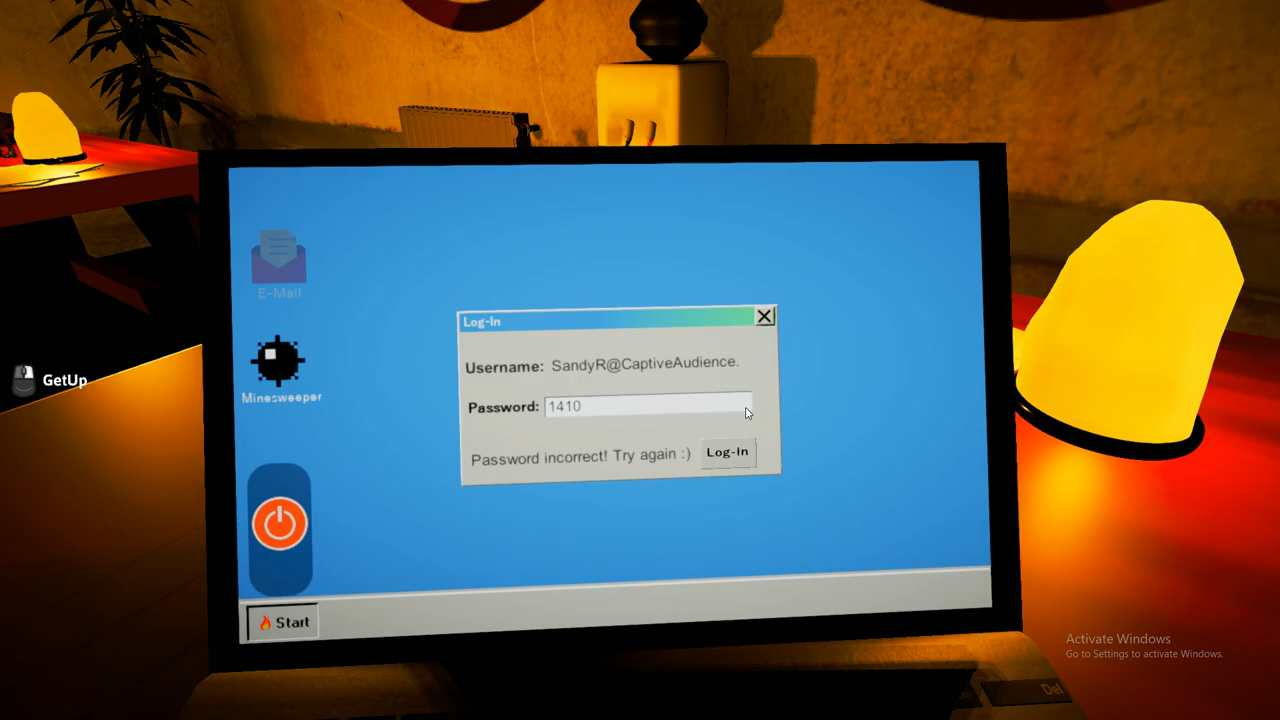 E-Mail
Log-In
Username: SandyR@CaptiveAudience.
Minesweeper
GetUp
Password: 1410
Password incorrect! Try again :) Log-In
Start
Activate Windows
Go to Settings to activate Windows.
Del